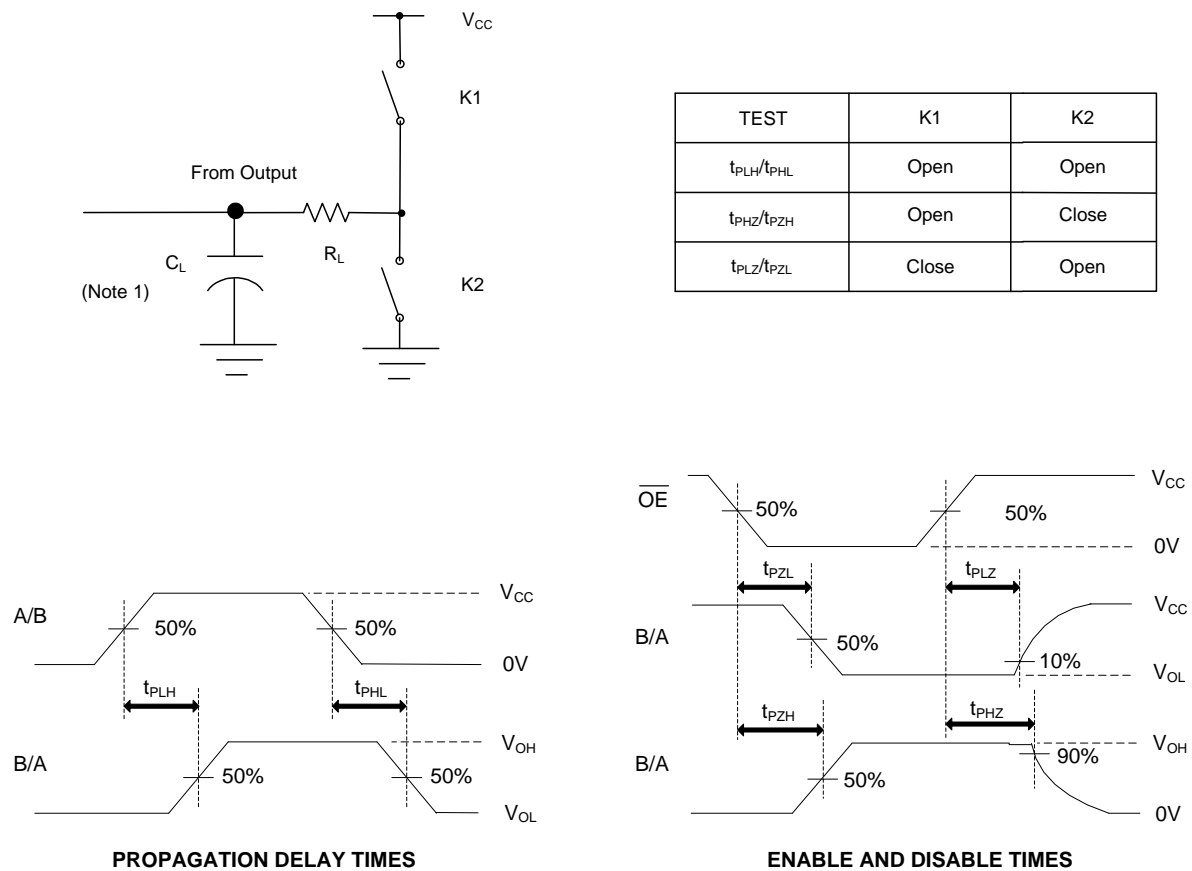 VCC
K1
From Output
RL
CL
(Note 1)
K2
TEST K1 K2
tPLH/tPHL Open Open
tPHZ/tPZH Open Close
tPLZ/tPZL Close Open
A/B
50%
50%
VCC
0V
tPLH
tPHL
B/A
50%
50%
VOH
VOL
PROPAGATION DELAY TIMES
OE
50%
50%
VCC
0V
tPZL
tPLZ
B/A
50%
10%
VCC
VOL
tPZH
tPHZ
B/A
50%
90%
VOH
0V
ENABLE AND DISABLE TIMES